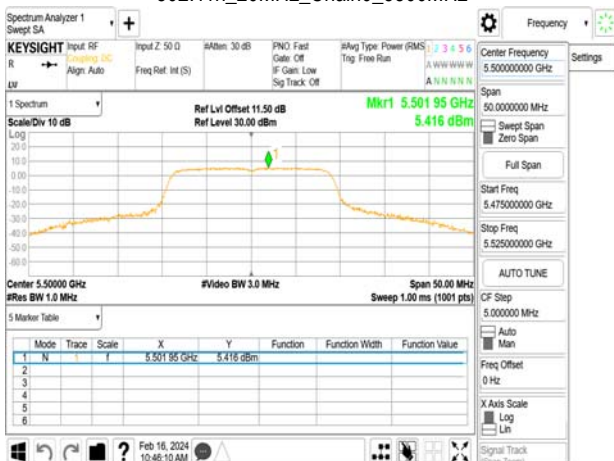 Spectrum Analyzer 1
Swept SA
Frequency
KEYSIGHT
R
Input: RF
Coupling: DC
Align: Auto
Input Z: 50 Ω
Freq Ref: Int (S)
#Atten: 30 dB
PNO: Fast
Gate: Off
IF Gain: Low
Sig Track: Off
#Avg Type: Power (RMS
Trig: Free Run
1 2 3 4 5 6
A W W W W W
A N N N N N
1 Spectrum
Scale/Div 10 dB
Ref Lvl Offset 11.50 dB
Ref Level 30.00 dBm
Mkr1 5.501 95 GHz
5.416 dBm
Log
20.0
10.0
0.00
-10.0
-20.0
-30.0
-40.0
-50.0
-60.0
1
Center 5.50000 GHz
#Res BW 1.0 MHz
#Video BW 3.0 MHz
Span 50.00 MHz
Sweep 1.00 ms (1001 pts)
5 Marker Table
Mode Trace Scale X Y Function Function Width Function Value
1 N 1 f 5.501 95 GHz 5.416 dBm
2
3
4
5
6
Feb 16, 2024
10:46:10 AM
Center Frequency
5.500000000 GHz
Settings
Span
50.0000000 MHz
Swept Span
Zero Span
Full Span
Start Freq
5.475000000 GHz
Stop Freq
5.525000000 GHz
AUTO TUNE
CF Step
5.000000 MHz
Auto
Man
Freq Offset
0 Hz
X Axis Scale
Log
Lin
Signal Track